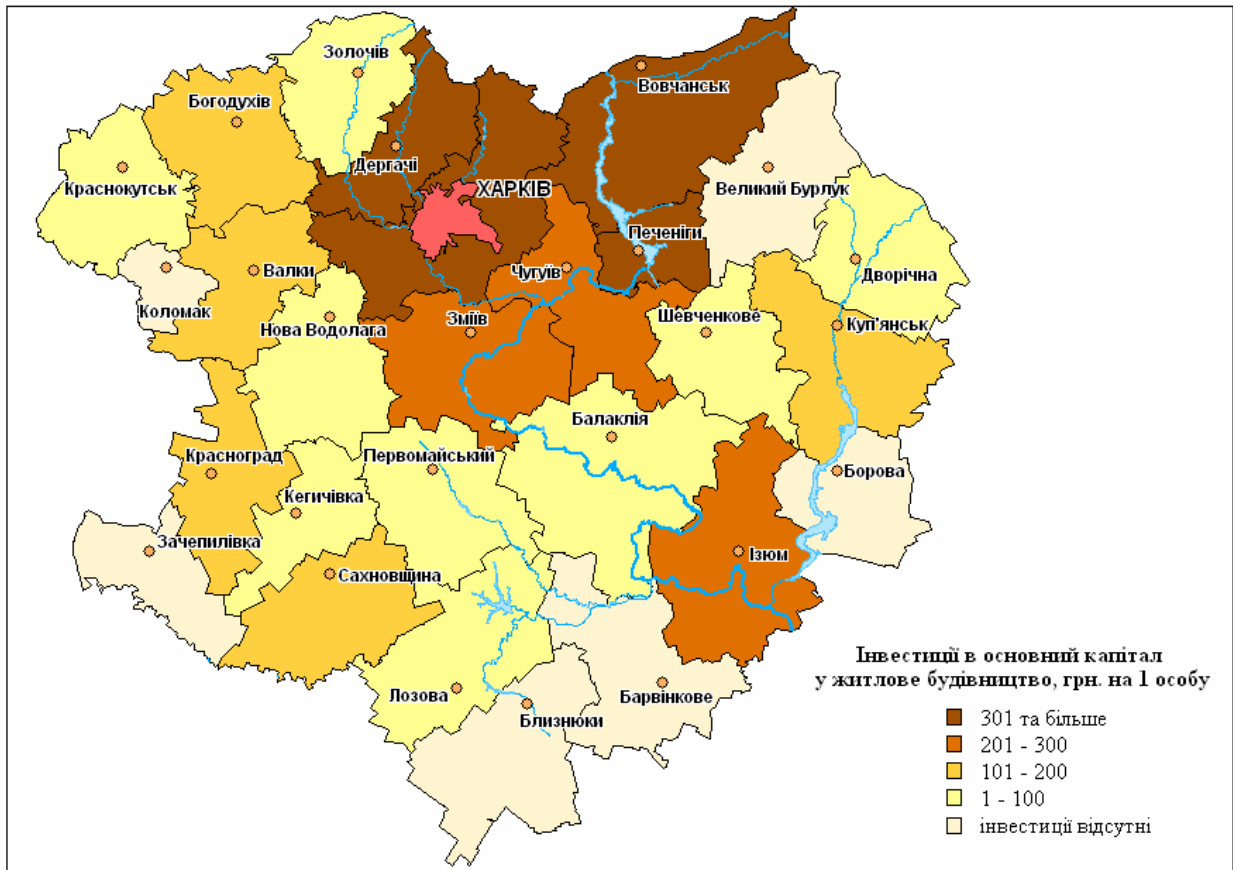 Золочів
Вовчанськ
Богодухів
Дергачі
Краснокутськ
ХАРКІВ
Великий Бурлук
Печеніги
Валки
Чугуїв
Дворічна
Коломак
Нова Водолага
Зміїв
Шевченкове
Куп'янськ
Балаклія
Красноград
Первомайський
Борова
Кегичівка
Зачепилівка
Ізюм
Сахновщина
Лозова
Близнюки
Барвінкове
Інвестиції в основний капітал
у житлове будівництво, грн. на 1 особу
301 та більше
201 - 300
101 - 200
1 - 100
інвестиції відсутні